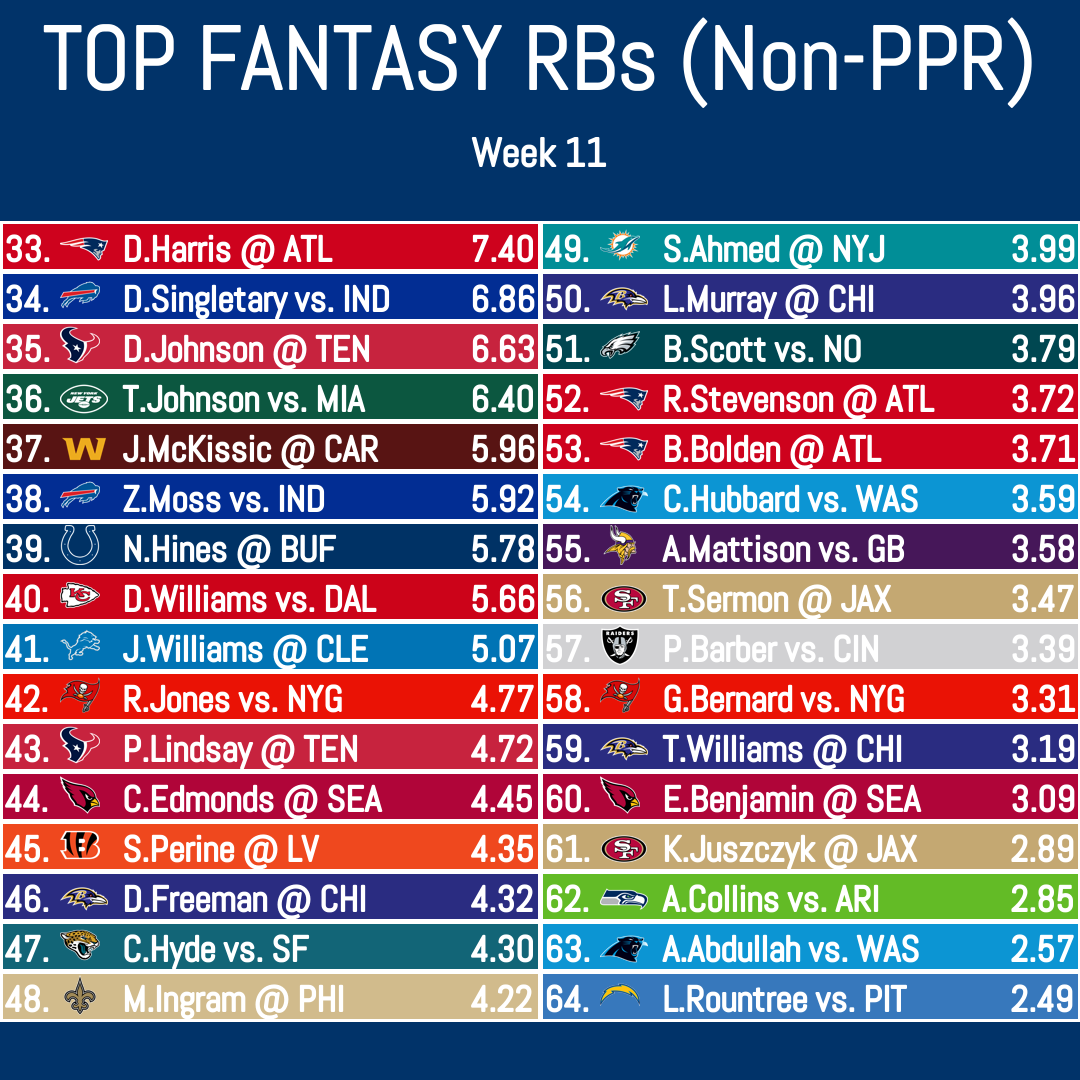 TOP FANTASY RBs (Non-PPR)
Week 11
33. D.Harris @ ATL 7.40
34. D.Singletary vs. IND 6.86
35. D.Johnson @ TEN 6.63
36. NEW YORK JETS T.Johnson vs. MIA 6.40
37. W J.McKissic @ CAR 5.96
38. Z.Moss vs. IND 5.92
39. N.Hines @ BUF 5.78
40. KC D.Williams vs. DAL 5.66
41. J.Williams @ CLE 5.07
42. R.Jones vs. NYG 4.77
43. P.Lindsay @ TEN 4.72
44. C.Edmonds @ SEA 4.45
45. B S.Perine @ LV 4.35
46. B D.Freeman @ CHI 4.32
47. C.Hyde vs. SF 4.30
48. M.Ingram @ PHI 4.22
49. S.Ahmed @ NYJ 3.99
50. B L.Murray @ CHI 3.96
51. B.Scott vs. NO 3.79
52. R.Stevenson @ ATL 3.72
53. B.Bolden @ ATL 3.71
54. C.Hubbard vs. WAS 3.59
55. A.Mattison vs. GB 3.58
56. SF T.Sermon @ JAX 3.47
57. RAIDERS P.Barber vs. CIN 3.39
58. G.Bernard vs. NYG 3.31
59. B T.Williams @ CHI 3.19
60. E.Benjamin @ SEA 3.09
61. SF K.Juszczyk @ JAX 2.89
62. A.Collins vs. ARI 2.85
63. A.Abdullah vs. WAS 2.57
64. L.Rountree vs. PIT 2.49